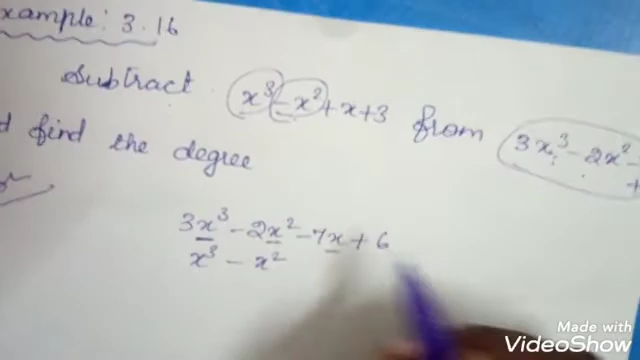 xample: 3.16
Subtract x³ - x² + x + 3 from 3x³ - 2x² -
+
d find the degree
3x³ - 2x² - 7x + 6
x³ - x²
Made with
VideoShow